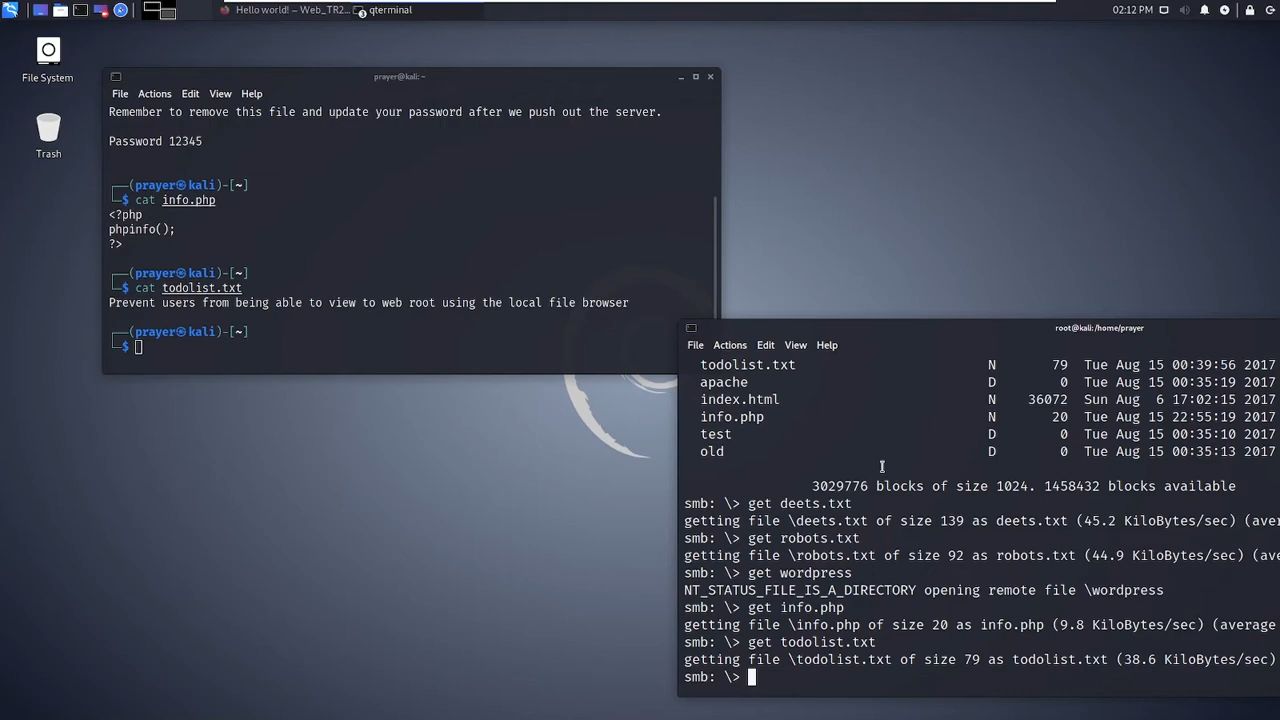 Hello world! – Web_TR2...
3
qterminal
02:12 PM
File System
Trash
prayer@kali: ~
File Actions Edit View Help
Remember to remove this file and update your password after we push out the server.
Password 12345
┌──(prayer㉿kali)-[~]
└─$ cat info.php
<?php
phpinfo();
?>
┌──(prayer㉿kali)-[~]
└─$ cat todolist.txt
Prevent users from being able to view to web root using the local file browser
┌──(prayer㉿kali)-[~]
└─$
root@kali: /home/prayer
File Actions Edit View Help
todolist.txt N 79 Tue Aug 15 00:39:56 2017
apache D 0 Tue Aug 15 00:35:19 2017
index.html N 36072 Sun Aug 6 17:02:15 2017
info.php N 20 Tue Aug 15 22:55:19 2017
test D 0 Tue Aug 15 00:35:10 2017
old D 0 Tue Aug 15 00:35:13 2017
3029776 blocks of size 1024. 1458432 blocks available
smb: \> get deets.txt
getting file \deets.txt of size 139 as deets.txt (45.2 KiloBytes/sec) (ave
smb: \> get robots.txt
getting file \robots.txt of size 92 as robots.txt (44.9 KiloBytes/sec) (ave
smb: \> get wordpress
NT_STATUS_FILE_IS_A_DIRECTORY opening remote file \wordpress
smb: \> get info.php
getting file \info.php of size 20 as info.php (9.8 KiloBytes/sec) (average
smb: \> get todolist.txt
getting file \todolist.txt of size 79 as todolist.txt (38.6 KiloBytes/sec)
smb: \>